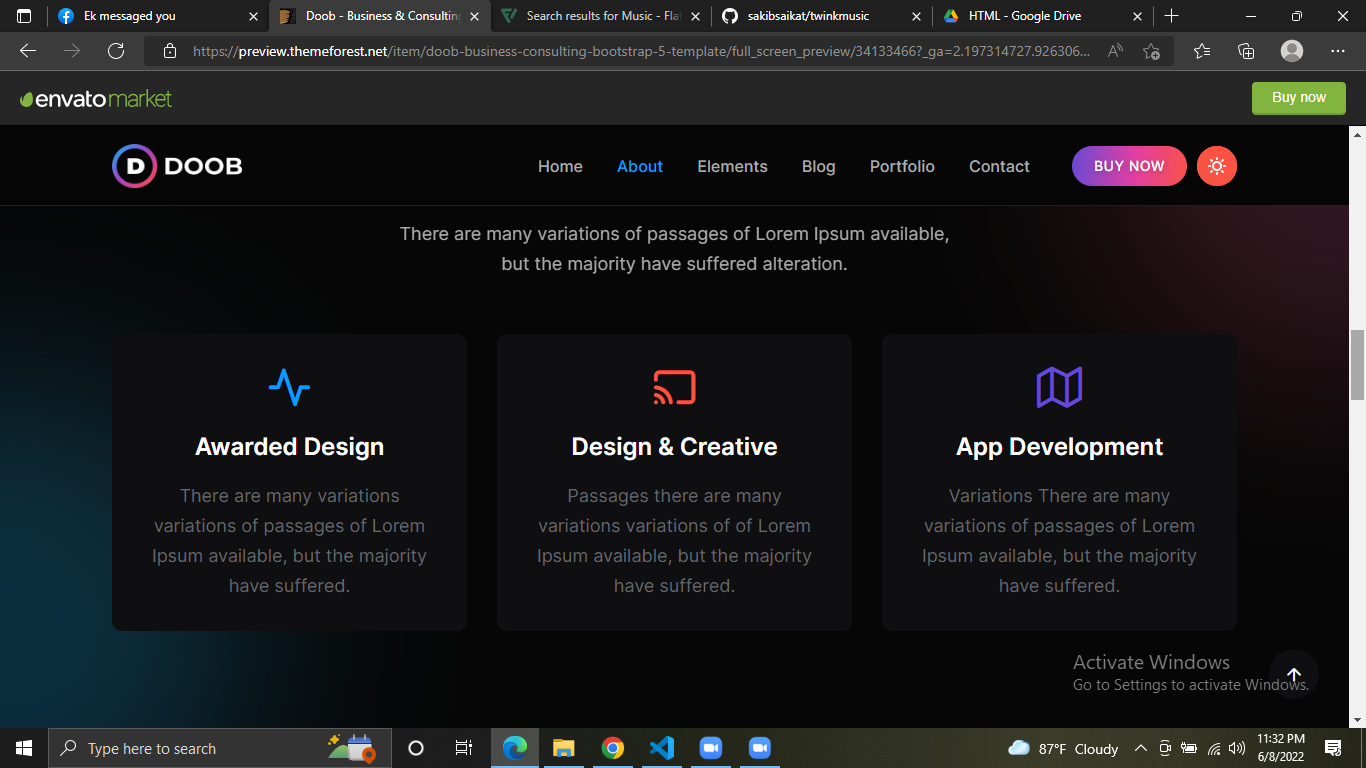 Ek messaged you
Doob - Business & Consulting
Search results for Music - Flat
sakibsaikat/twinkmusic
HTML - Google Drive
https://preview.themeforest.net/item/doob-business-consulting-bootstrap-5-template/full_screen_preview/34133466?_ga=2.197314727.926306...
envatomarket
Buy now
D DOOB
Home
About
Elements
Blog
Portfolio
Contact
BUY NOW
There are many variations of passages of Lorem Ipsum available,
but the majority have suffered alteration.
Awarded Design
There are many variations
variations of passages of Lorem
Ipsum available, but the majority
have suffered.
Design & Creative
Passages there are many
variations variations of of Lorem
Ipsum available, but the majority
have suffered.
App Development
Variations There are many
variations of passages of Lorem
Ipsum available, but the majority
have suffered.
Activate Windows
Go to Settings to activate Windows.
Type here to search
87°F Cloudy
11:32 PM
6/8/2022